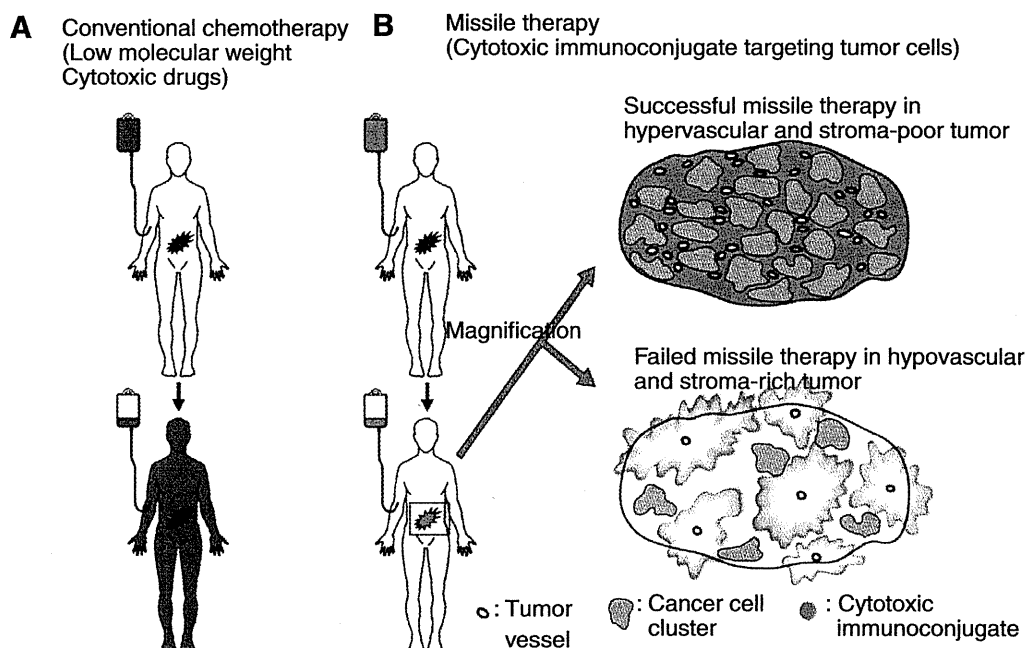 A
Conventional chemotherapy
(Low molecular weight
Cytotoxic drugs)
B
Missile therapy
(Cytotoxic immunoconjugate targeting tumor cells)
Successful missile therapy in
hypervascular and stroma-poor tumor
Magnification
Failed missile therapy in hypovascular
and stroma-rich tumor
: Tumor
vessel
: Cancer cell
cluster
: Cytotoxic
immunoconjugate